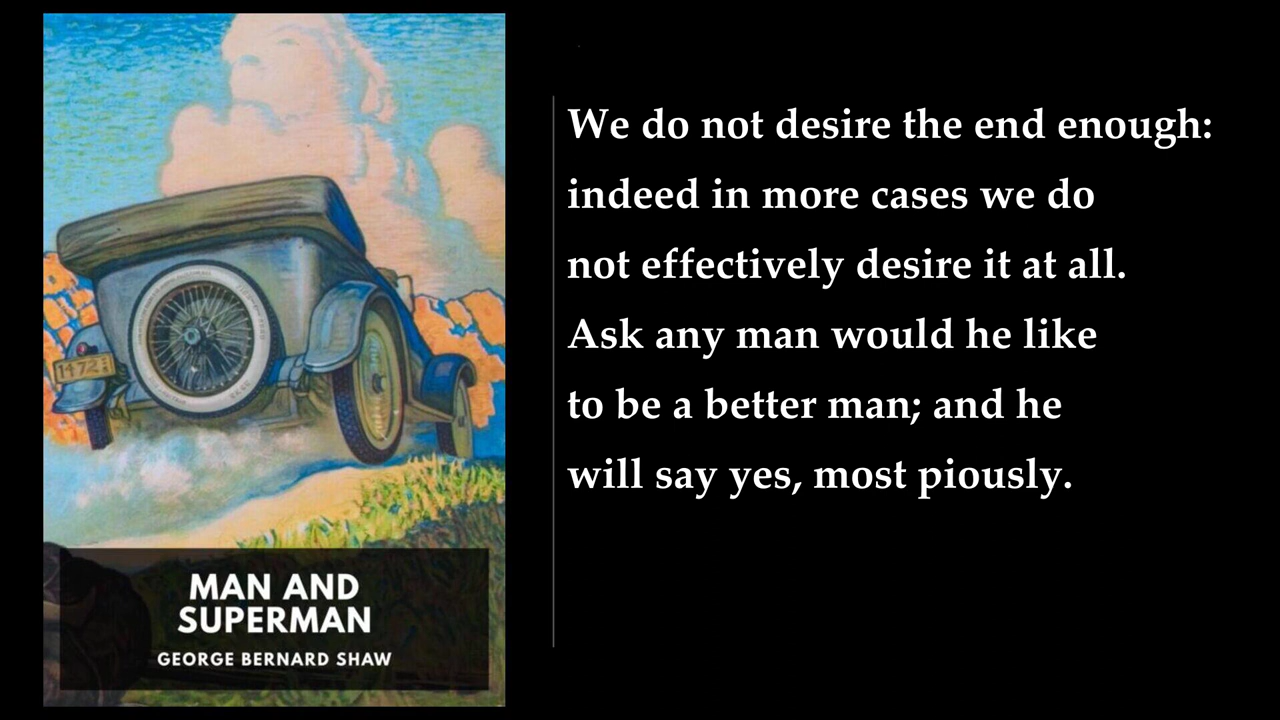 We do not desire the end enough:
indeed in more cases we do
not effectively desire it at all.
Ask any man would he like
to be a better man; and he
will say yes, most piously.
1472
MAN AND
SUPERMAN
GEORGE BERNARD SHAW